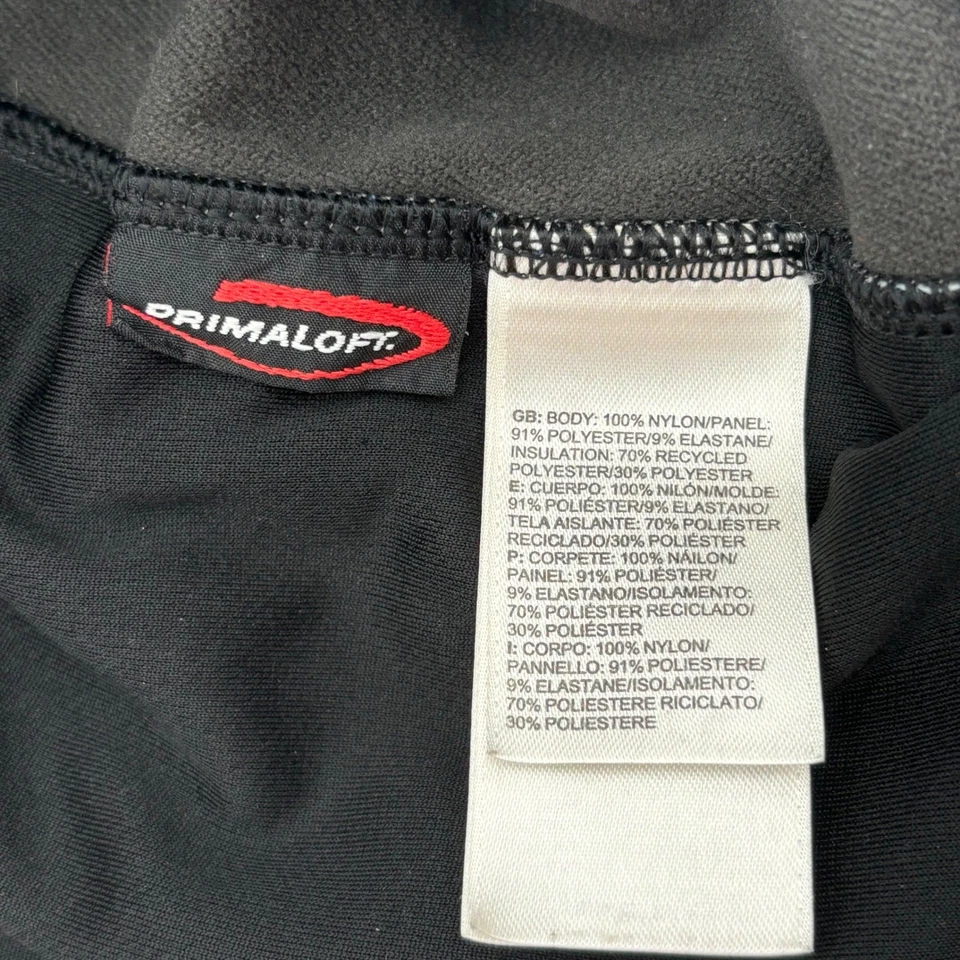 PRIMALOFT
GB: BODY: 100% NYLON/PANEL:
91% POLYESTER/9% ELASTANE/
INSULATION: 70% RECYCLED
POLYESTER/30% POLYESTER
E: CUERPO: 100% NILÓN/MOLDE:
91% POLIÉSTER/9% ELASTANO/
TELA AISLANTE: 70% POLIÉSTER
RECICLADO/30% POLIÉSTER
P: CORPETE: 100% NÁILON/
PAINEL: 91% POLIÉSTER/
9% ELASTANO/ISOLAMENTO:
70% POLIÉSTER RECICLADO/
30% POLIÉSTER
I: CORPO: 100% NYLON/
PANNELLO: 91% POLIESTERE/
9% ELASTANE/ISOLAMENTO:
70% POLIESTERE RICICLATO/
30% POLIESTERE